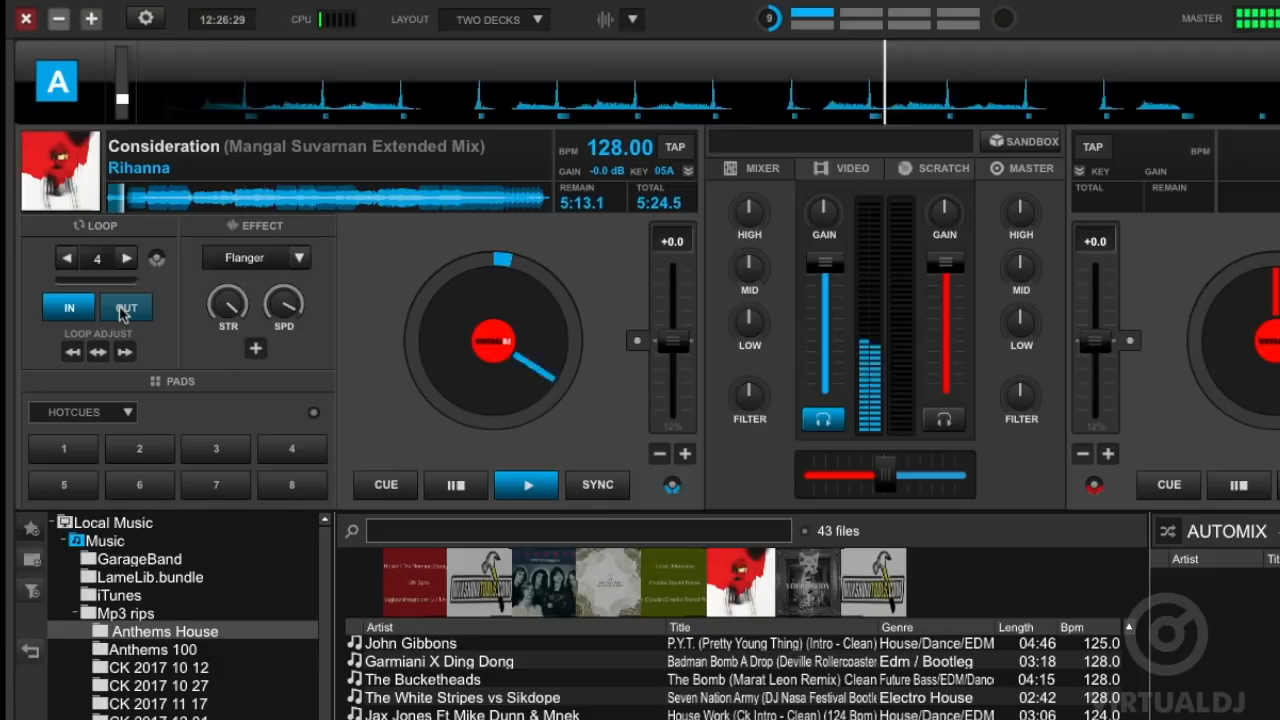 12:26:29
CPU
LAYOUT
TWO DECKS
9
MASTER
A
Consideration (Mangal Suvarnan Extended Mix)
Rihanna
BPM 128.00 TAP
GAIN -0.0 dB KEY 05A
REMAIN TOTAL
5:13.1 5:24.5
SANDBOX
MIXER VIDEO SCRATCH MASTER
TAP BPM
KEY GAIN
TOTAL REMAIN
LOOP
4
IN OUT
LOOP ADJUST
EFFECT
Flanger
STR SPD
+
PADS
HOTCUES
1 2 3 4
5 6 7 8
+0.0
12%
CUE SYNC
HIGH GAIN GAIN HIGH
MID MID
LOW LOW
FILTER FILTER
+0.0
12%
CUE
Local Music
Music
GarageBand
LameLib.bundle
iTunes
Mp3 rips
Anthems House
Anthems 100
CK 2017 10 12
CK 2017 10 27
CK 2017 11 17
43 files
AUTOMIX
Artist
Artist Title Genre Length Bpm
John Gibbons P.Y.T. (Pretty Young Thing) (Intro - Clean) House/Dance/EDM 04:46 125.0
Garmiani X Ding Dong Badman Bomb A Drop (Deville Rollercoaster Edm / Bootleg 03:18 128.0
The Bucketheads The Bomb (Marat Leon Remix) Clean Future Bass/EDM/Danc 04:15 128.0
The White Stripes vs Sikdope Seven Nation Army (DJ Nasa Festival Bootle Electro House 02:42 128.0
Jax Jones Ft Mike Dunn & Mnek House Work (Ck Intro - Clean) (124 Bpm) House/Dance/EDM
VIRTUALDJ